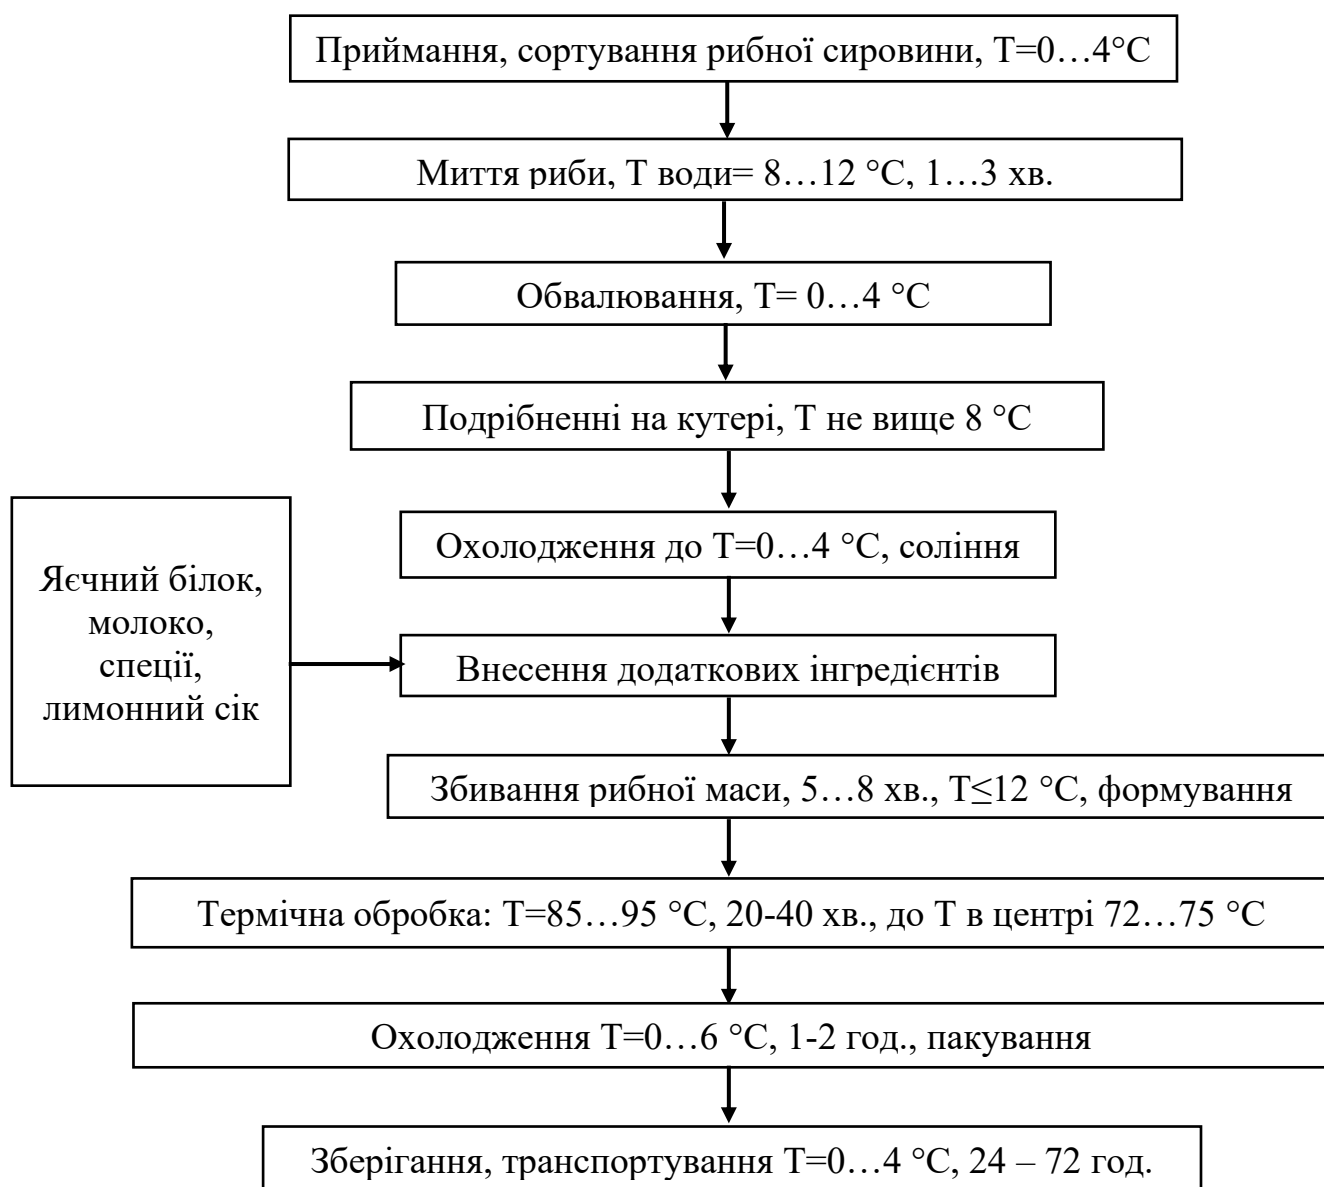 Приймання, сортування рибної сировини, Т=0…4°С
Миття риби, Т води= 8…12 °С, 1…3 хв.
Обвалювання, Т= 0…4 °С
Подрібненні на кутері, Т не вище 8 °С
Охолодження до Т=0…4 °С, соління
Яєчний білок,
молоко,
спеції,
лимонний сік
Внесення додаткових інгредієнтів
Збивання рибної маси, 5…8 хв., Т≤12 °С, формування
Термічна обробка: Т=85…95 °С, 20-40 хв., до Т в центрі 72…75 °С
Охолодження Т=0…6 °С, 1-2 год., пакування
Зберігання, транспортування Т=0…4 °С, 24 – 72 год.